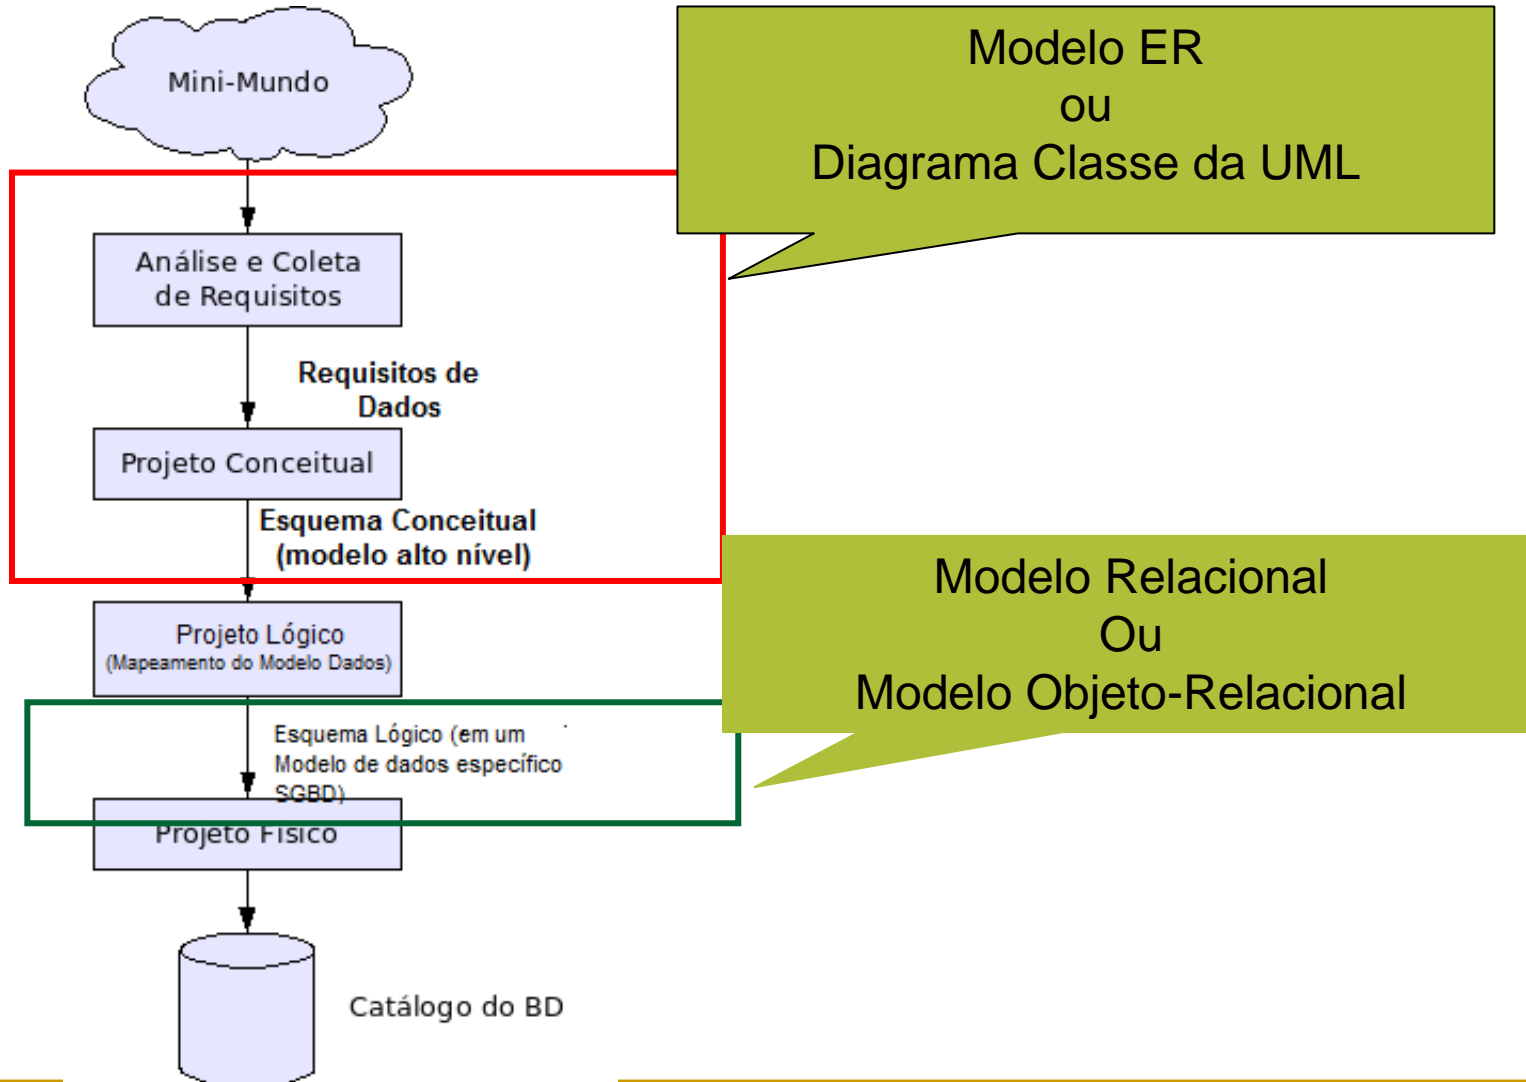 Mini-Mundo
Modelo ER
ou
Diagrama Classe da UML
Análise e Coleta
de Requisitos
Requisitos de
Dados
Projeto Conceitual
Esquema Conceitual
(modelo alto nível)
Modelo Relacional
Ou
Modelo Objeto-Relacional
Projeto Lógico
(Mapeamento do Modelo Dados)
Esquema Lógico (em um
Modelo de dados específico
SGBD)
Projeto Físico
Catálogo do BD